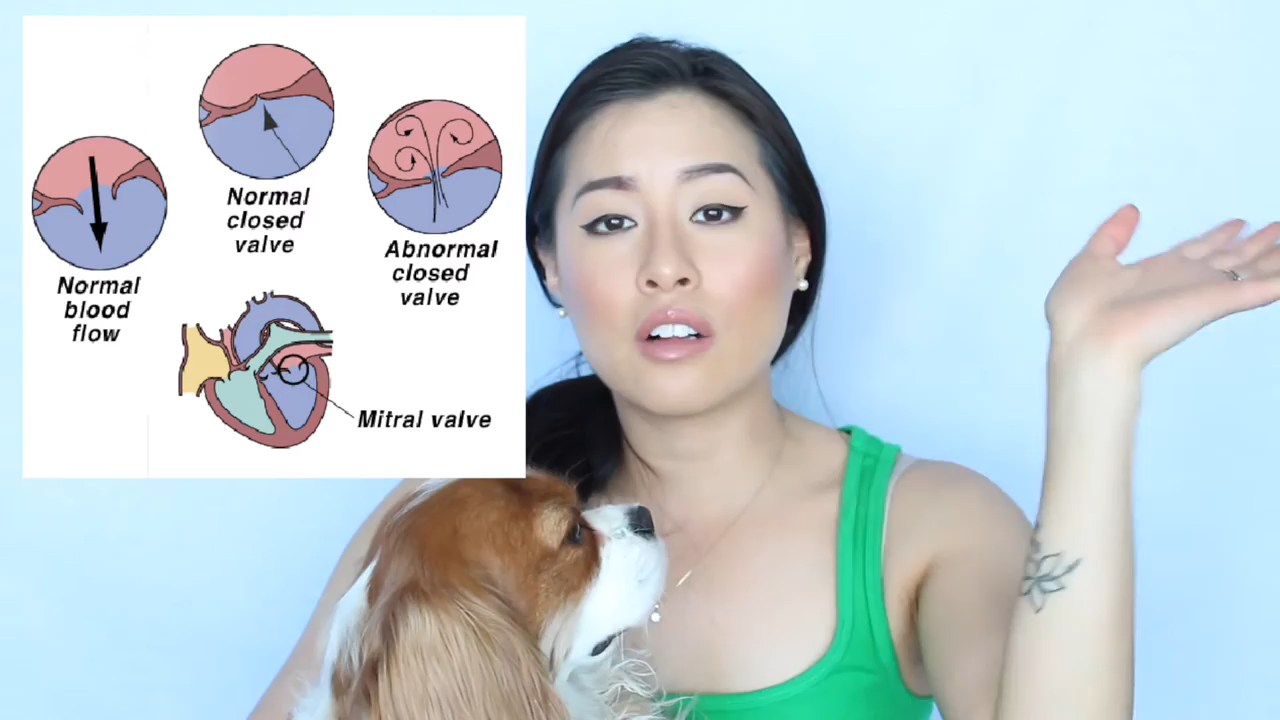 Normal
closed
valve
Abnormal
closed
valve
Normal
blood
flow
Mitral valve